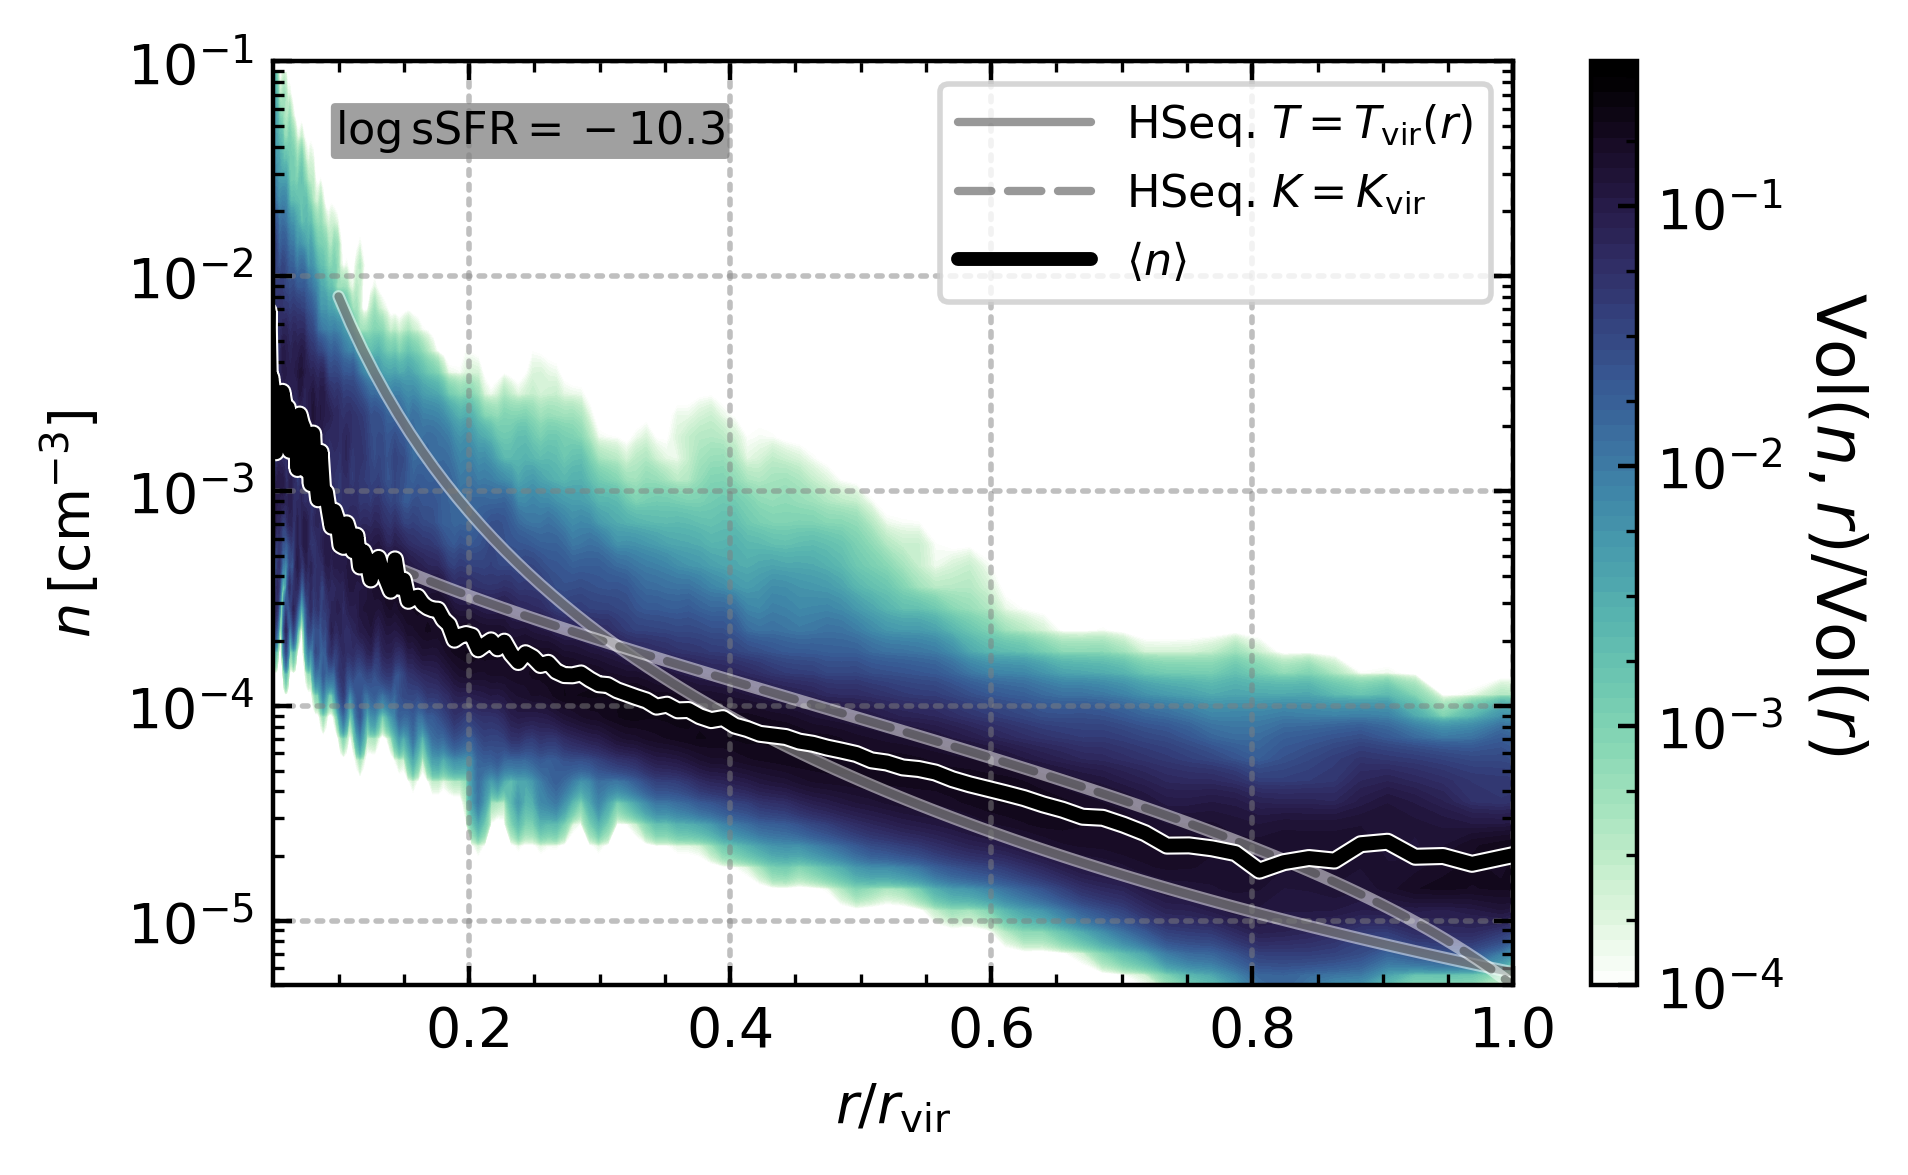 log sSFR = −10.3
HSeq. T = T_vir(r)
HSeq. K = K_vir
⟨n⟩
n [cm⁻³]
10⁻¹
10⁻²
10⁻³
10⁻⁴
10⁻⁵
0.2 0.4 0.6 0.8 1.0
r/r_vir
10⁻¹
10⁻²
10⁻³
10⁻⁴
Vol(n, r)/Vol(r)